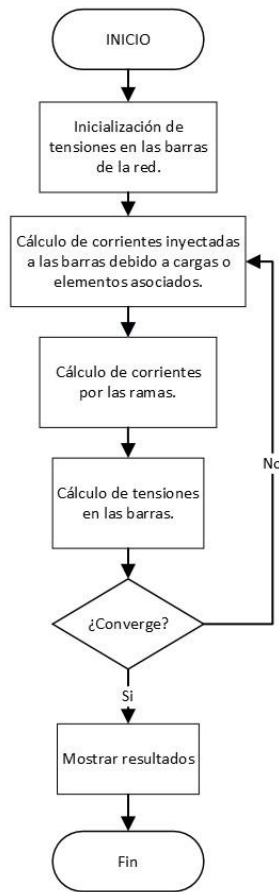 INICIO
Inicialización de
tensiones en las barras
de la red.
Cálculo de corrientes inyectadas
a las barras debido a cargas o
elementos asociados.
Cálculo de corrientes
por las ramas.
No
Cálculo de tensiones
en las barras.
¿Converge?
Si
Mostrar resultados
Fin